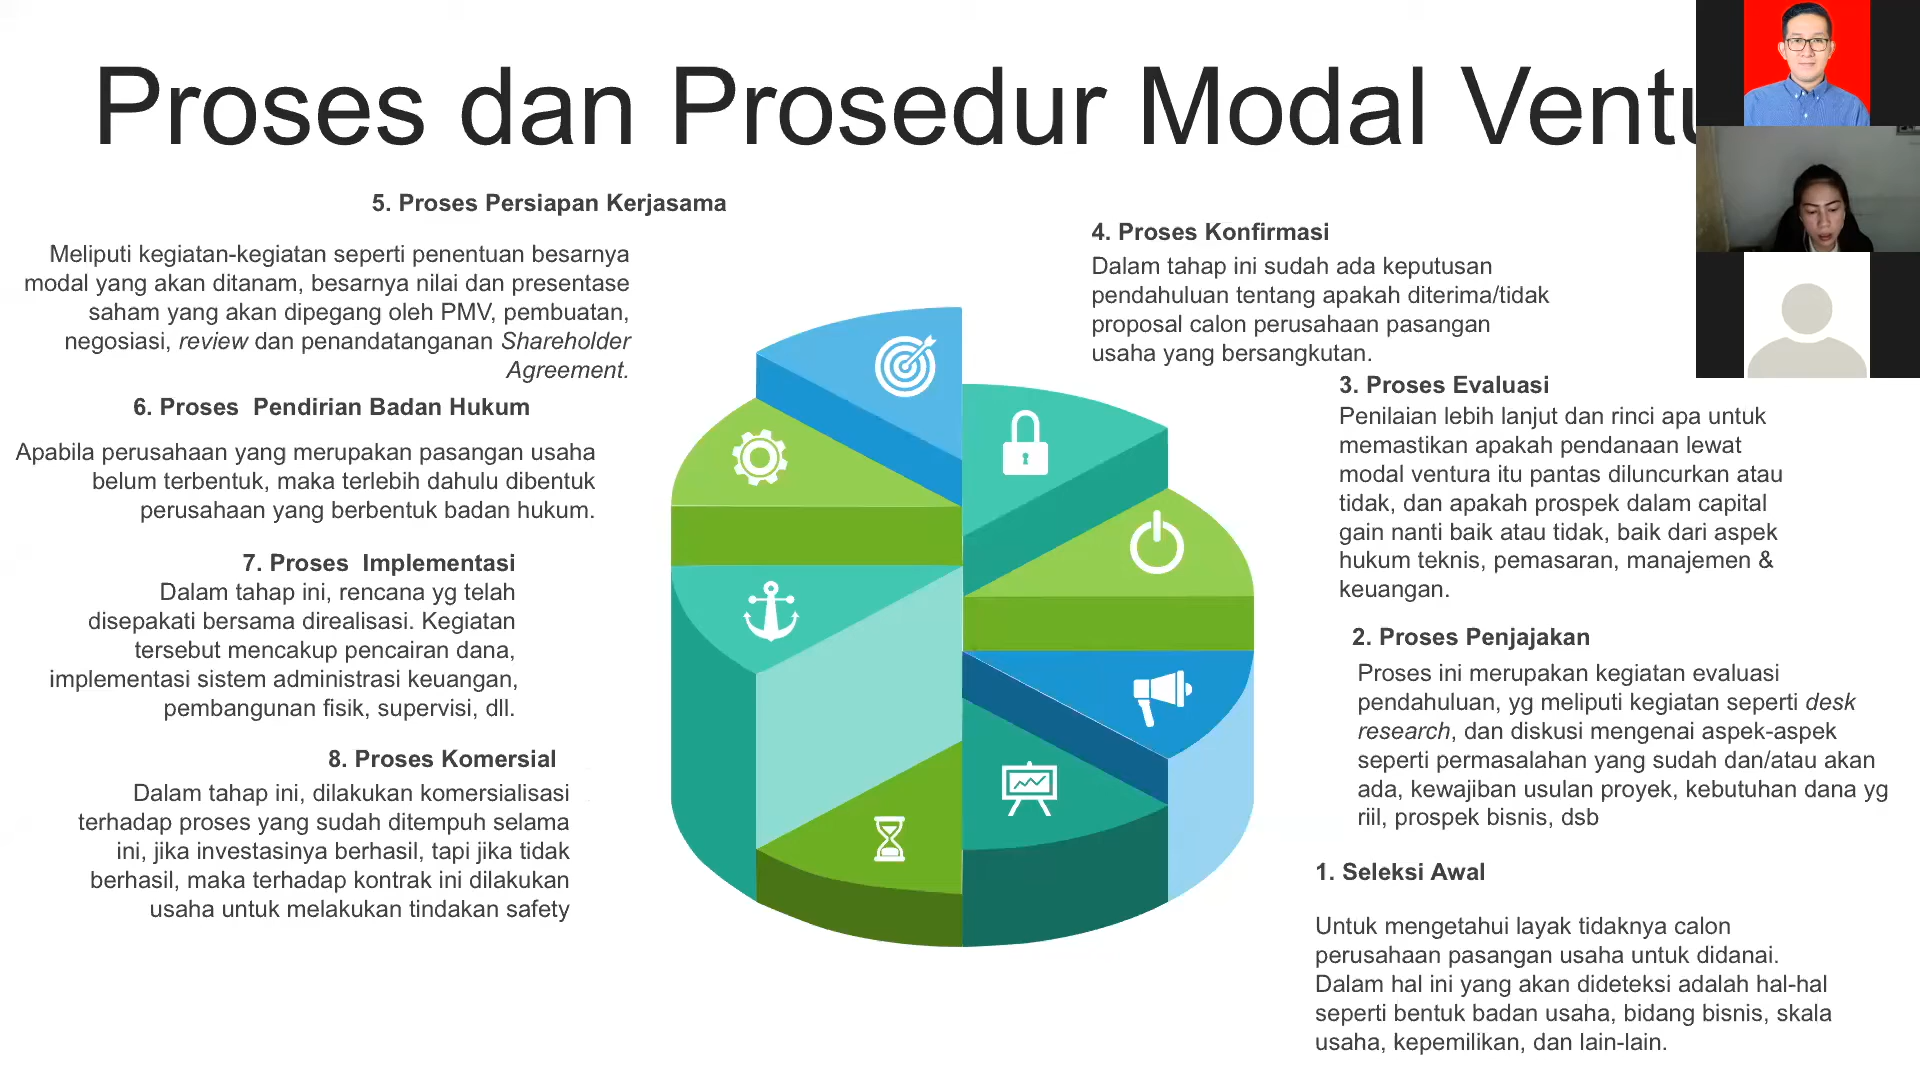 Proses dan Prosedur Modal Ventu
5. Proses Persiapan Kerjasama
Meliputi kegiatan-kegiatan seperti penentuan besarnya
modal yang akan ditanam, besarnya nilai dan presentase
saham yang akan dipegang oleh PMV, pembuatan,
negosiasi, review dan penandatanganan Shareholder
Agreement.
6. Proses  Pendirian Badan Hukum
Apabila perusahaan yang merupakan pasangan usaha
belum terbentuk, maka terlebih dahulu dibentuk
perusahaan yang berbentuk badan hukum.
7. Proses  Implementasi
Dalam tahap ini, rencana yg telah
disepakati bersama direalisasi. Kegiatan
tersebut mencakup pencairan dana,
implementasi sistem administrasi keuangan,
pembangunan fisik, supervisi, dll.
8. Proses Komersial
Dalam tahap ini, dilakukan komersialisasi
terhadap proses yang sudah ditempuh selama
ini, jika investasinya berhasil, tapi jika tidak
berhasil, maka terhadap kontrak ini dilakukan
usaha untuk melakukan tindakan safety
4. Proses Konfirmasi
Dalam tahap ini sudah ada keputusan
pendahuluan tentang apakah diterima/tidak
proposal calon perusahaan pasangan
usaha yang bersangkutan.
3. Proses Evaluasi
Penilaian lebih lanjut dan rinci apa untuk
memastikan apakah pendanaan lewat
modal ventura itu pantas diluncurkan atau
tidak, dan apakah prospek dalam capital
gain nanti baik atau tidak, baik dari aspek
hukum teknis, pemasaran, manajemen &
keuangan.
2. Proses Penjajakan
Proses ini merupakan kegiatan evaluasi
pendahuluan, yg meliputi kegiatan seperti desk
research, dan diskusi mengenai aspek-aspek
seperti permasalahan yang sudah dan/atau akan
ada, kewajiban usulan proyek, kebutuhan dana yg
riil, prospek bisnis, dsb
1. Seleksi Awal
Untuk mengetahui layak tidaknya calon
perusahaan pasangan usaha untuk didanai.
Dalam hal ini yang akan dideteksi adalah hal-hal
seperti bentuk badan usaha, bidang bisnis, skala
usaha, kepemilikan, dan lain-lain.